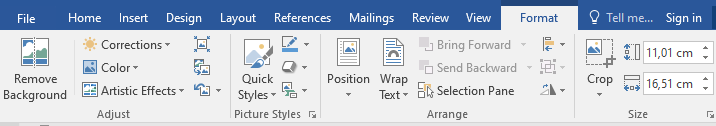 File Home Insert Design Layout References Mailings Review View Format Tell me... Sign in
Corrections Bring Forward 11,01 cm
Color Send Backward
Remove Background Quick Styles Position Wrap Text Crop 16,51 cm
Artistic Effects Selection Pane
Adjust Picture Styles Arrange Size